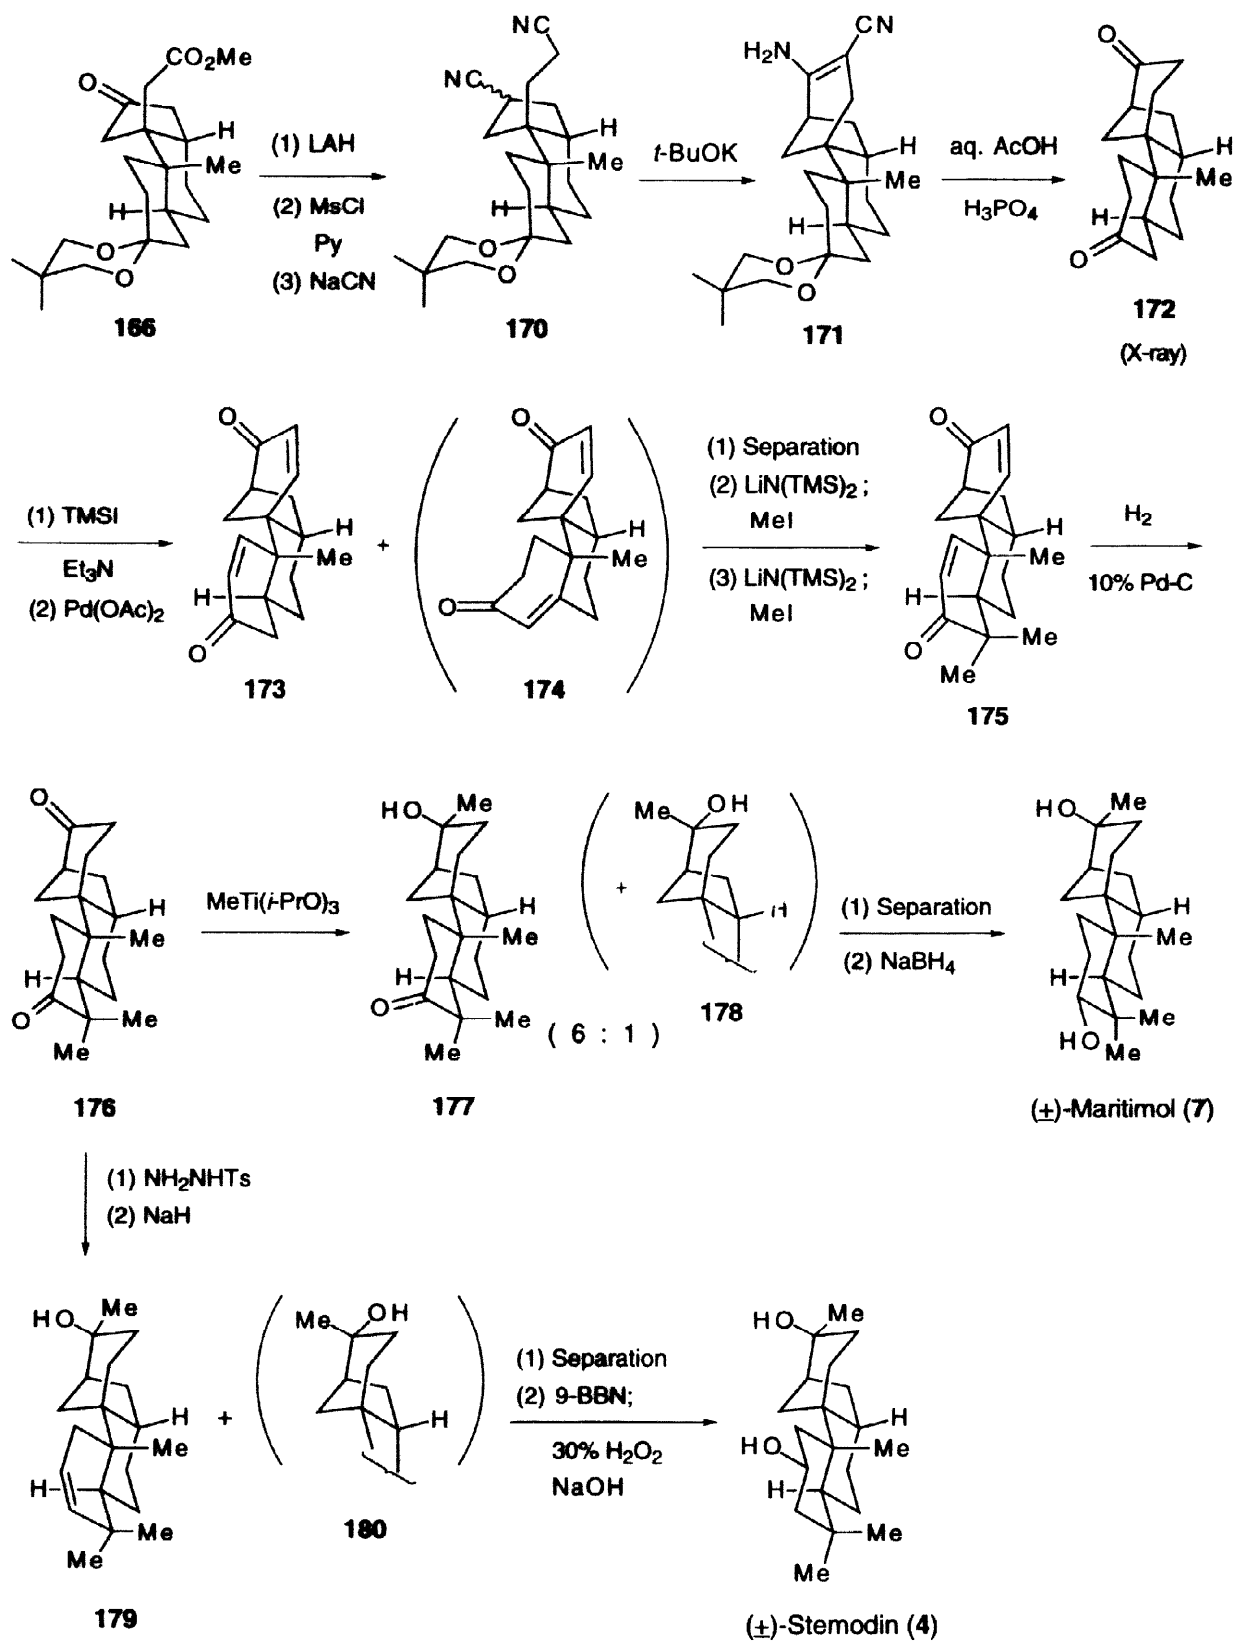 O
CO2Me
H
Me
H
O
O
166
(1) LAH
(2) MsCl
Py
(3) NaCN
NC
NC
H
Me
H
O
O
170
t-BuOK
CN
H2N
H
Me
H
O
O
171
aq. AcOH
H3PO4
O
H
Me
H
O
172
(X-ray)
(1) TMSI
Et3N
(2) Pd(OAc)2
O
H
Me
H
O
173
+
O
H
Me
O
174
(1) Separation
(2) LiN(TMS)2 ;
MeI
(3) LiN(TMS)2 ;
MeI
O
H
Me
H
O
Me
Me
175
H2
10% Pd-C
O
H
Me
H
O
Me
Me
176
MeTi(i-PrO)3
HO
Me
H
Me
H
O
Me
Me
177
( 6 : 1 )
+
Me
OH
H
178
(1) Separation
(2) NaBH4
HO
Me
H
Me
H
Me
HO
Me
(±)-Maritimol (7)
(1) NH2NHTs
(2) NaH
HO
Me
H
Me
H
Me
Me
179
+
Me
OH
H
180
(1) Separation
(2) 9-BBN;
30% H2O2
NaOH
HO
Me
H
HO
Me
H
Me
Me
(±)-Stemodin (4)